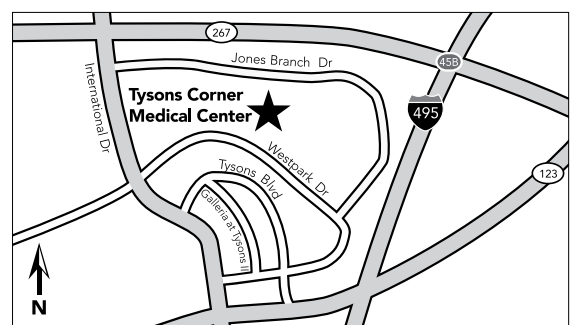 267
Jones Branch Dr
45B
International Dr
Tysons Corner
Medical Center
495
Westpark Dr
Tysons Blvd
123
Galleria at Tysons II
N